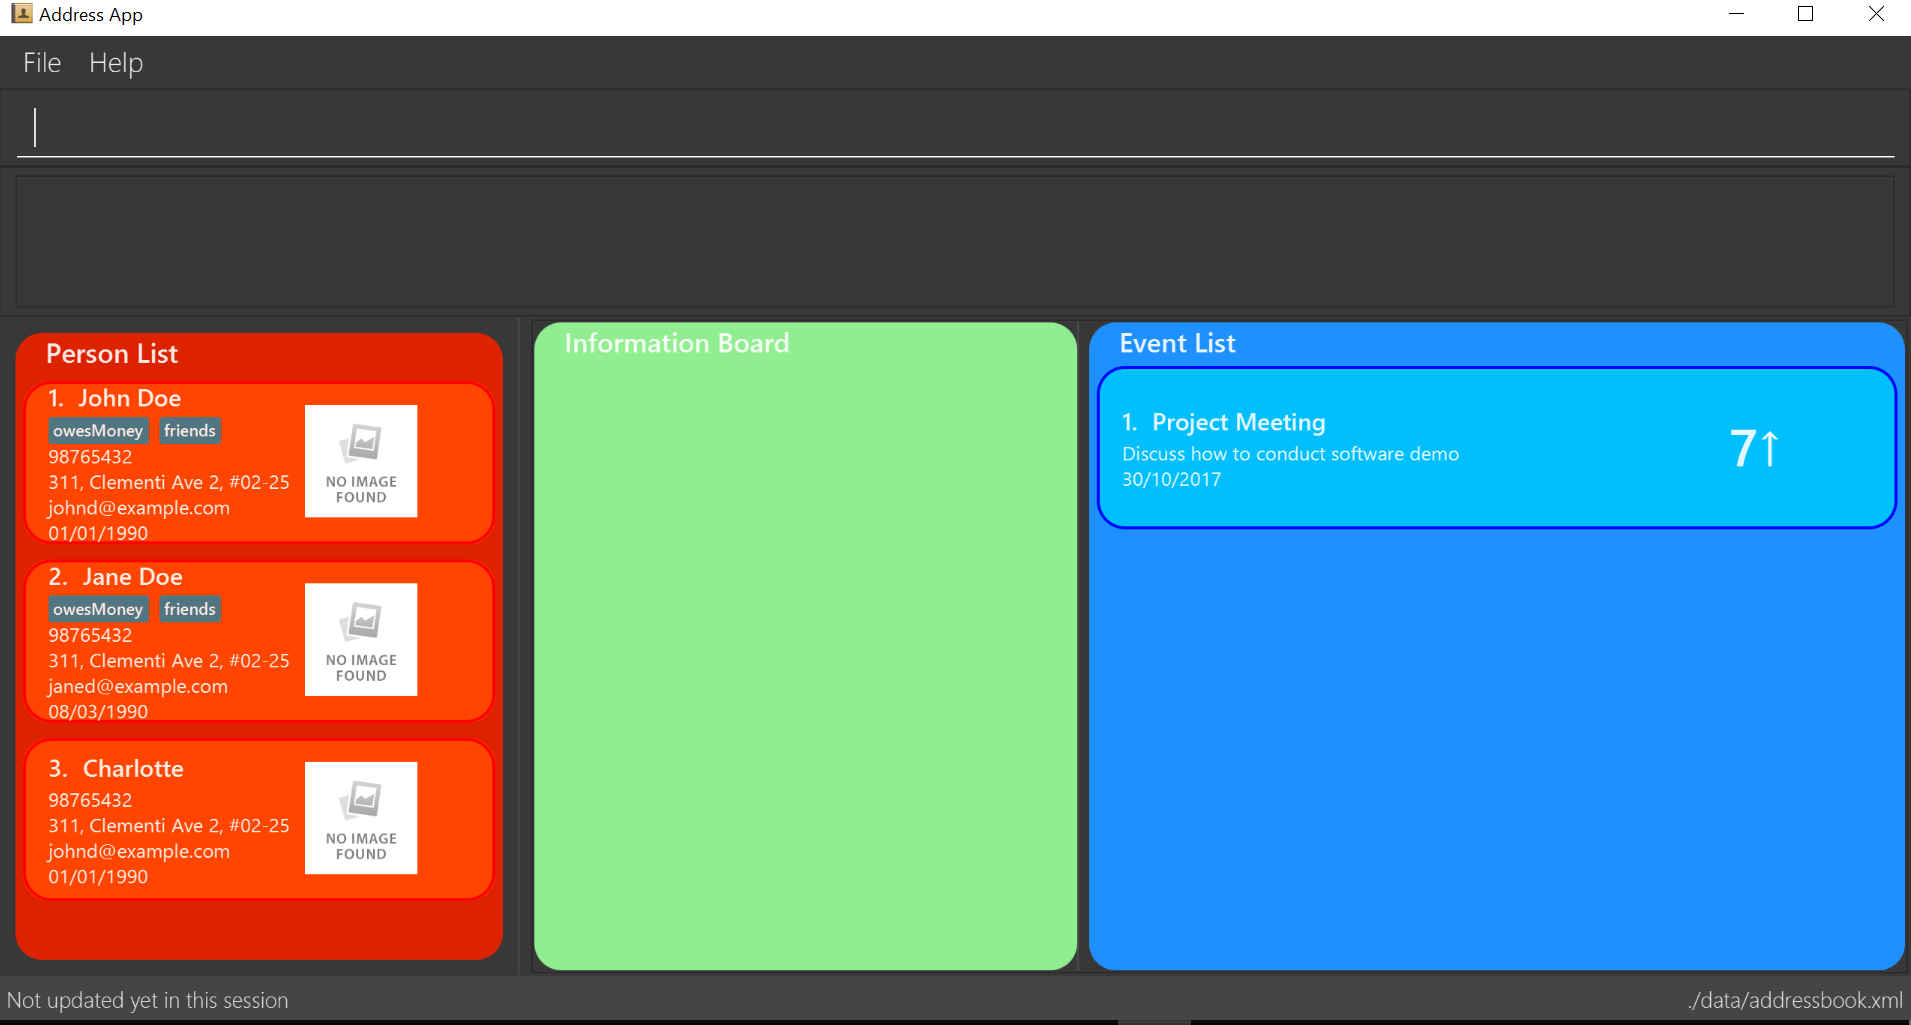 Address App
File Help
Person List
1. John Doe
owesMoney friends
98765432
311, Clementi Ave 2, #02-25
johnd@example.com
01/01/1990
NO IMAGE
FOUND
2. Jane Doe
owesMoney friends
98765432
311, Clementi Ave 2, #02-25
janed@example.com
08/03/1990
NO IMAGE
FOUND
3. Charlotte
98765432
311, Clementi Ave 2, #02-25
johnd@example.com
01/01/1990
NO IMAGE
FOUND
Information Board
Event List
1. Project Meeting
Discuss how to conduct software demo
30/10/2017
7↑
Not updated yet in this session
./data/addressbook.xml